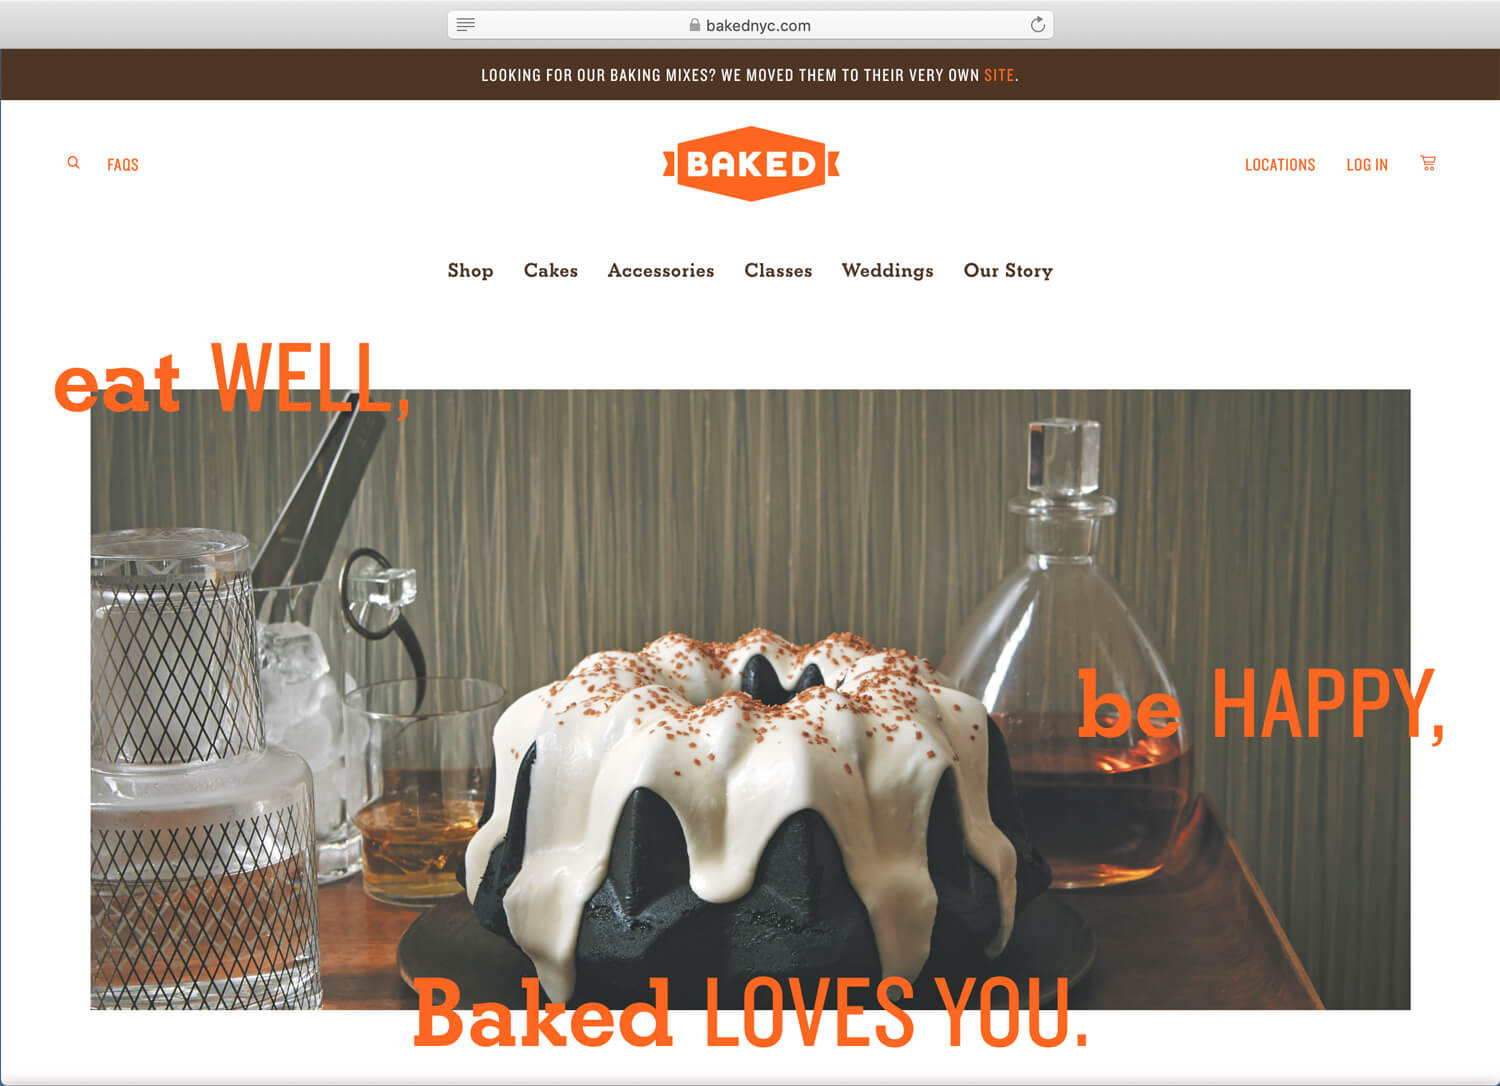 bakednyc.com
LOOKING FOR OUR BAKING MIXES? WE MOVED THEM TO THEIR VERY OWN SITE.
FAQS
BAKED
LOCATIONS LOG IN
Shop Cakes Accessories Classes Weddings Our Story
eat WELL,
be HAPPY,
Baked LOVES YOU.